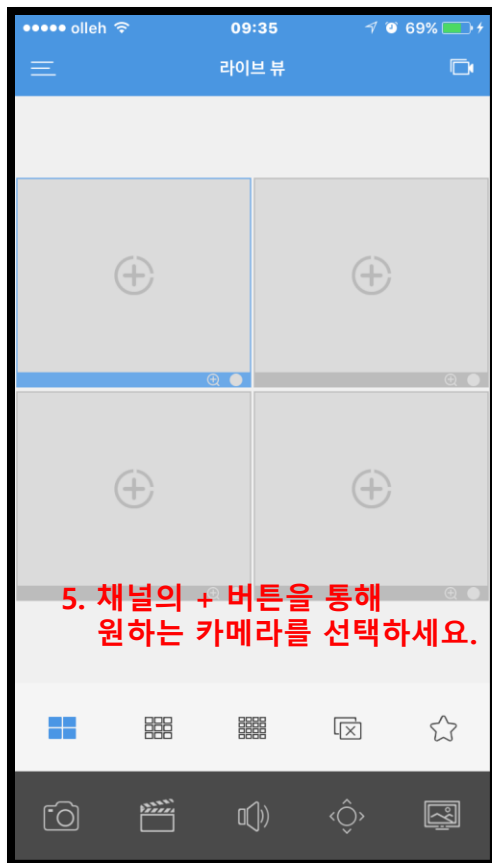 olleh 09:35 69%
라이브 뷰
5. 채널의 + 버튼을 통해
원하는 카메라를 선택하세요.